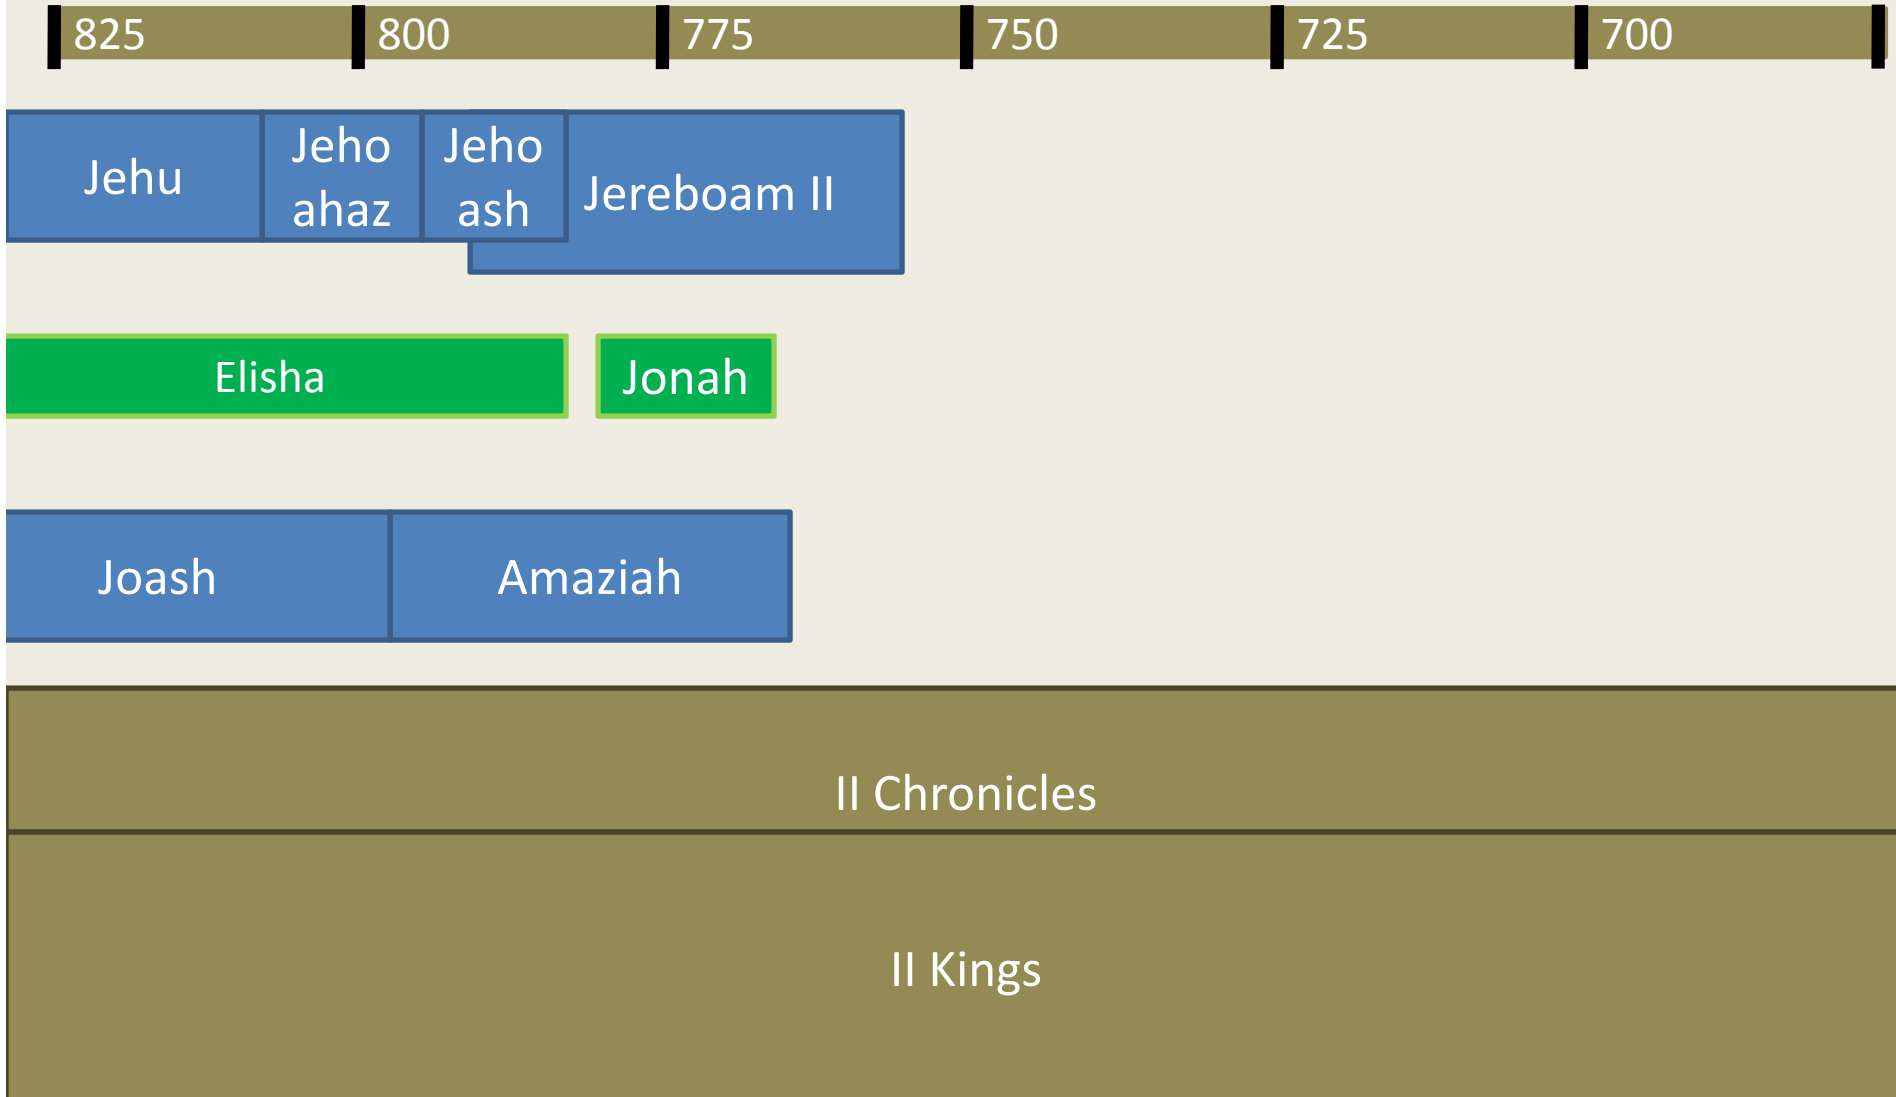 825 800 775 750 725 700
Jehu
Jeho
ahaz
Jeho
ash
Jereboam II
Elisha
Jonah
Joash
Amaziah
II Chronicles
II Kings